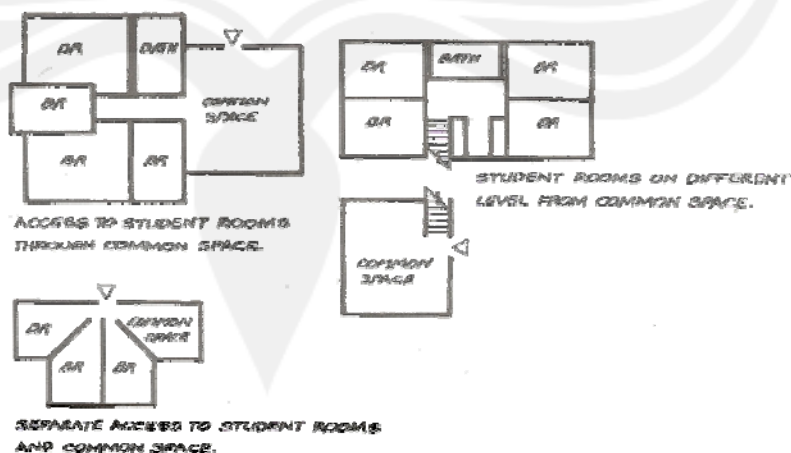 BR
BATH
BR
COMMON
SPACE
BR
BR
ACCESS TO STUDENT ROOMS
THROUGH COMMON SPACE.
BR
BATH
BR
BR
BR
STUDENT ROOMS ON DIFFERENT
LEVEL FROM COMMON SPACE.
COMMON
SPACE
BR
COMMON
SPACE
BR
BR
SEPARATE ACCESS TO STUDENT ROOMS
AND COMMON SPACE.